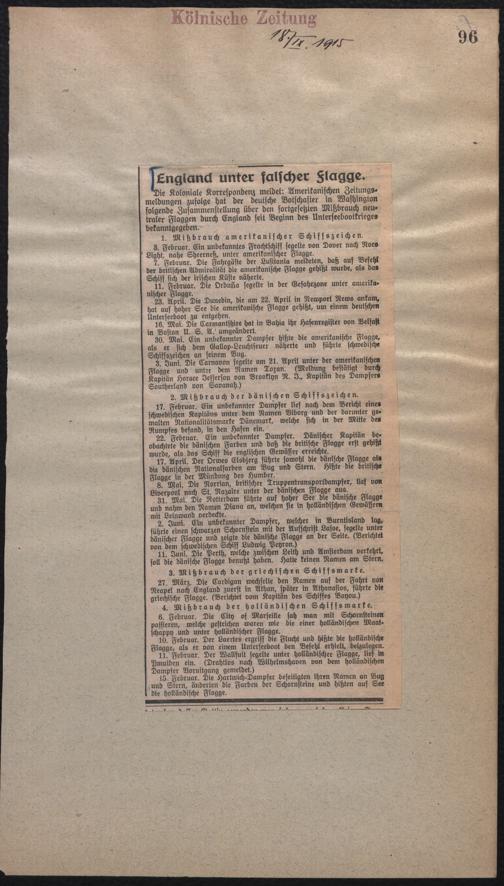 Kölnische Zeitung
18/IX. 1915
96
England unter falscher Flagge.
Die Koloniale Korrespondenz meldet: Amerikanischen Zeitungs-
meldungen zufolge hat der deutsche Botschafter in Washington
folgende Zusammenstellung über den fortgesetzten Mißbrauch neu-
traler Flaggen durch England seit Beginn des Unterseebootkrieges
bekanntgegeben.
1. Mißbrauch amerikanischer Schiffszeichen.
3. Februar. Ein unbekanntes Frachtschiff segelte von Dover nach Nore
Light, nahe Sheerneß, unter amerikanischer Flagge.
7. Februar. Die Fahrgäste der Lusitania meldeten, daß auf Befehl
der britischen Admiralität die amerikanische Flagge gehißt wurde, als das
Schiff sich der irischen Küste näherte.
11. Februar. Die Orduña segelte in der Gefahrzone unter amerika-
nischer Flagge.
23. April. Die Dunedin, die am 22. April in Newport News ankam,
hat auf hoher See die amerikanische Flagge gehißt, um einem deutschen
Unterseeboot zu entgehen.
16. Mai. Die Carmanshire hat in Bahia ihr Hafenregister von Belfast
in Boston U. S. A. umgeändert.
30. Mai. Ein unbekannter Dampfer hißte die amerikanische Flagge,
als er sich dem Gallop-Leuchtfeuer näherte und führte schwedische
Schiffszeichen an seinem Bug.
3. Juni. Die Carnavon segelte am 21. April unter der amerikanischen
Flagge und unter dem Namen Tozan. (Meldung bestätigt durch
Kapitän Horace Jefferson von Brooklyn N. J., Kapitän des Dampfers
Southerland von Savanah.)
2. Mißbrauch der dänischen Schiffszeichen.
17. Februar. Ein unbekannter Dampfer lief nach dem Bericht eines
schwedischen Kapitäns unter dem Namen Viborg und der darunter ge-
malten Nationalitätsmarke Dänemark, welche sich in der Mitte des
Rumpfes befand, in den Hafen ein.
22. Februar. Ein unbekannter Dampfer. Dänischer Kapitän be-
obachtete die dänischen Farben und daß die britische Flagge erst gehißt
wurde, als das Schiff die englischen Gewässer erreichte.
17. April. Der Drewes Elobjerg führte sowohl die dänische Flagge als
die dänischen Nationalfarben am Bug und Stern. Hißte die britische
Flagge in der Mündung des Humber.
8. Mai. Die Norrian, britischer Truppentransportdampfer, lief von
Liverpool nach St. Nazaire unter der dänischen Flagge aus.
31. Mai. Die Rotterdam führte auf hoher See die dänische Flagge
und nahm den Namen Diana an, welchen sie in holländischen Gewässern
mit Leinwand verdeckte.
2. Juni. Ein unbekannter Dampfer, welcher in Burntisland lag,
führte einen schwarzen Schornstein mit der Aufschrift Lasoe, segelte unter
dänischer Flagge und zeigte die dänische Flagge an der Seite. (Berichtet
von dem schwedischen Schiff Ludwig Peyron.)
11. Juni. Die Perth, welche zwischen Leith und Amsterdam verkehrt,
soll die dänische Flagge benutzt haben. Hatte keinen Namen am Stern.
3. Mißbrauch der griechischen Schiffsmarke.
27. März. Die Cardigan wechselte den Namen auf der Fahrt von
Neapel nach England zuerst in Athan, später in Athanasios, führte die
griechische Flagge. (Berichtet vom Kapitän des Schiffes Bayou.)
4. Mißbrauch der holländischen Schiffsmarke.
6. Februar. Die City of Marseille sah man mit Schornsteinen
passieren, welche gestrichen waren wie die einer holländischen Maat-
schappy und unter holländischer Flagge.
10. Februar. Der Laertes ergriff die Flucht und hißte die holländische
Flagge, als er von einem Unterseeboot den Befehl erhielt, beizulegen.
11. Februar. Der Wallsuit segelte unter holländischer Flagge, lief in
Ymuiden ein. (Drahtlos nach Wilhelmshaven von dem holländischen
Dampfer Voruitgang gemeldet.)
15. Februar. Die Hartwich-Dampfer beseitigten ihren Namen an Bug
und Stern, änderten die Farben der Schornsteine und hißten auf See
die holländische Flagge.